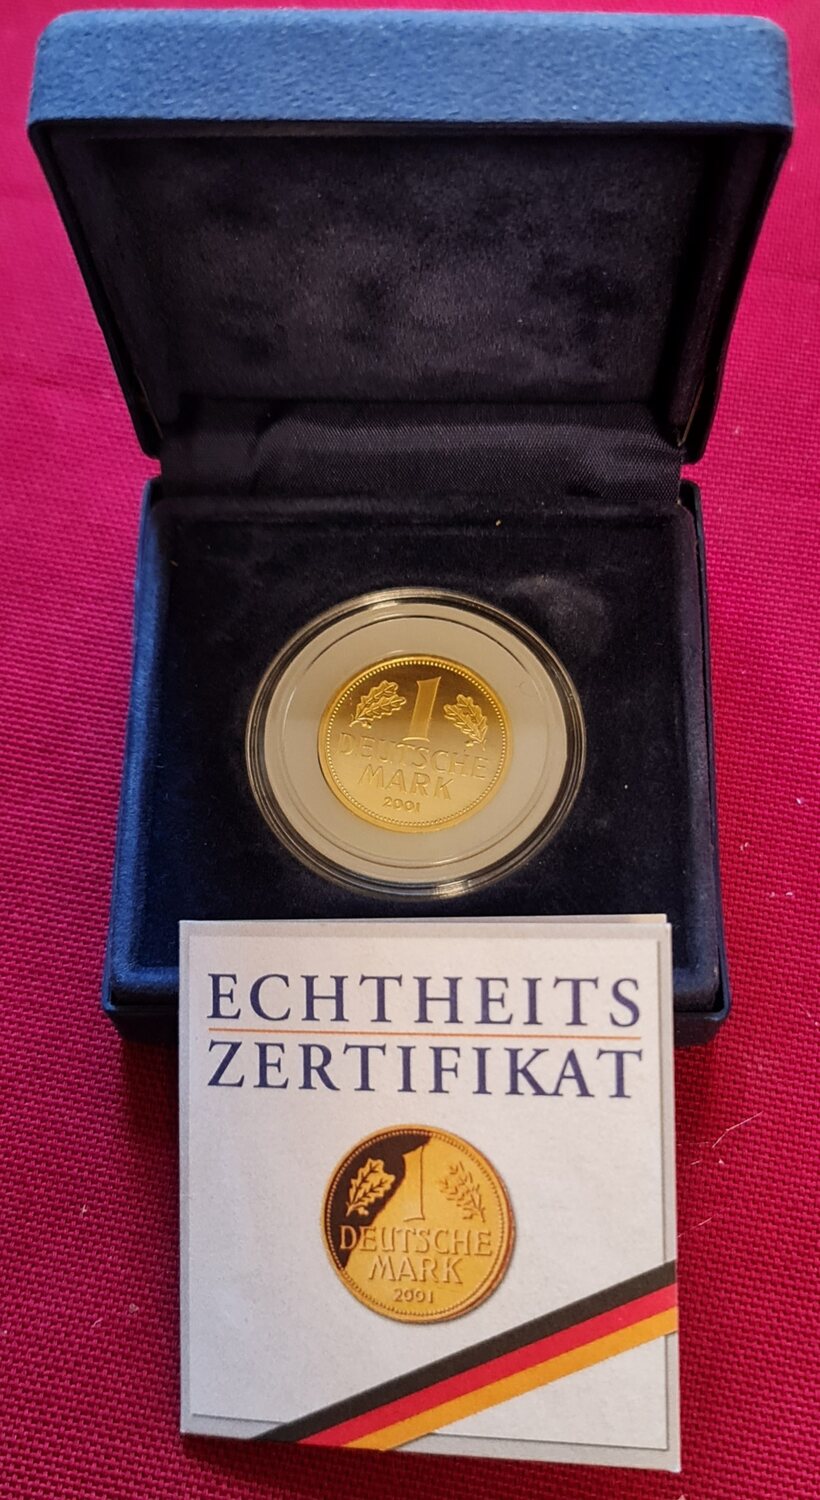 1
DEUTSCHE
MARK
2001
ECHTHEITS
ZERTIFIKAT
1
DEUTSCHE
MARK
2001